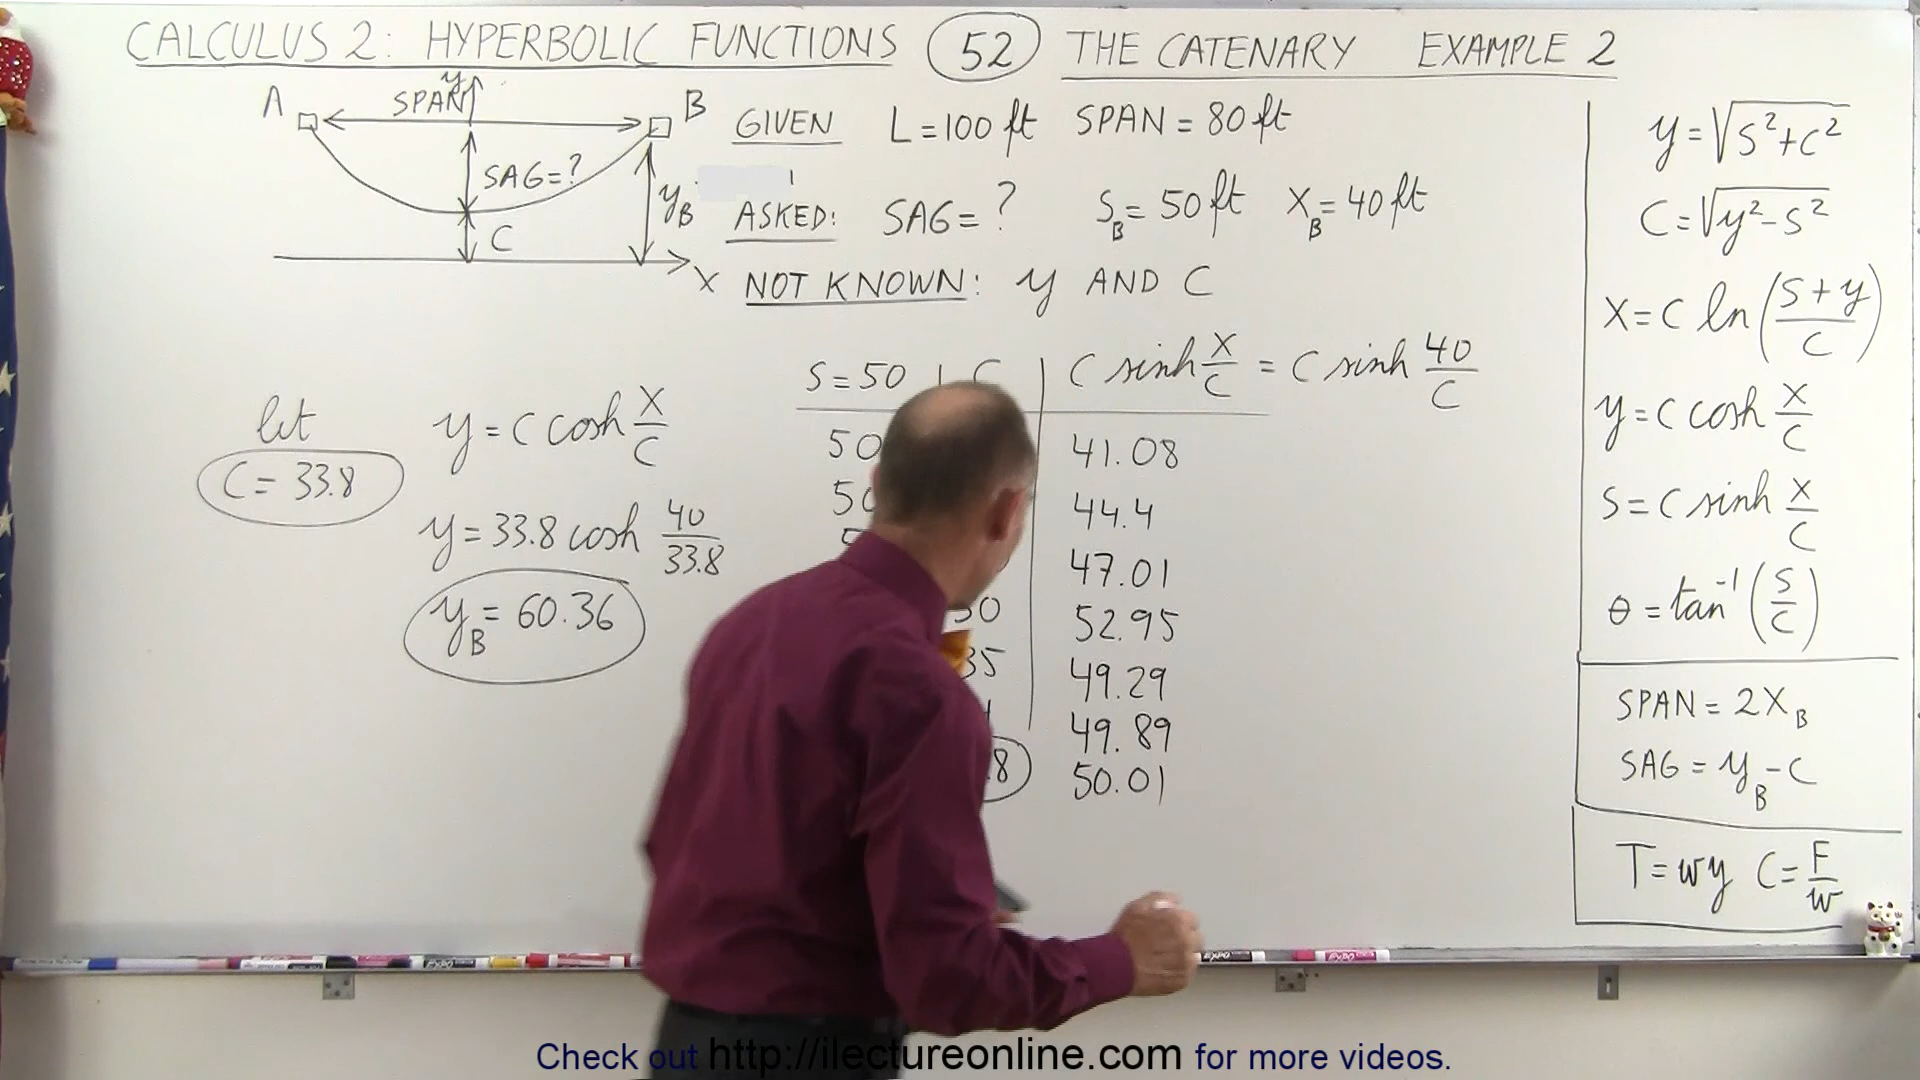 CALCULUS 2: HYPERBOLIC FUNCTIONS 52 THE CATENARY EXAMPLE 2
y
A SPAN B
SAG=?
C
y_B
X
GIVEN L=100 ft SPAN = 80 ft
ASKED: SAG= ? S_B= 50 ft X_B= 40 ft
NOT KNOWN: y AND C
let
C= 33.8
y = C cosh X/C
y = 33.8 cosh 40/33.8
y_B = 60.36
S=50 C sinh X/C = C sinh 40/C
50 41.08
44.4
47.01
52.95
35 49.29
49.89
50.01
y=√S²+C²
C=√y²-S²
X=C ln(S+y/C)
y=C cosh X/C
S=C sinh X/C
θ=tan⁻¹(S/C)
SPAN= 2X_B
SAG=y_B-C
T=wy C=F/w
EXPO
Check out http://ilectureonline.com for more videos.